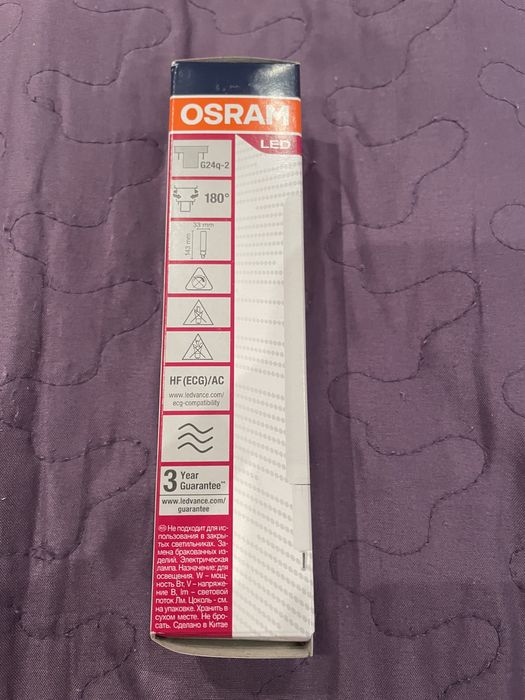 OSRAM
LED
G24q-2
180°
33 mm
143 mm
HF(ECG)/AC
www.ledvance.com/
ecg-compatibility
3 Year
Guarantee**
www.ledvance.com/
guarantee
Не подходит для ис-
пользования в закры-
тых светильниках. За-
мена бракованных из-
делий. Электрическая
лампа. Назначение: для
освещения. W – мощ-
ность Вт, V – напряже-
ние В, lm – световой
поток Лм. Цоколь - см.
на упаковке. Хранить в
сухом месте. Не бро-
сать. Сделано в Китае